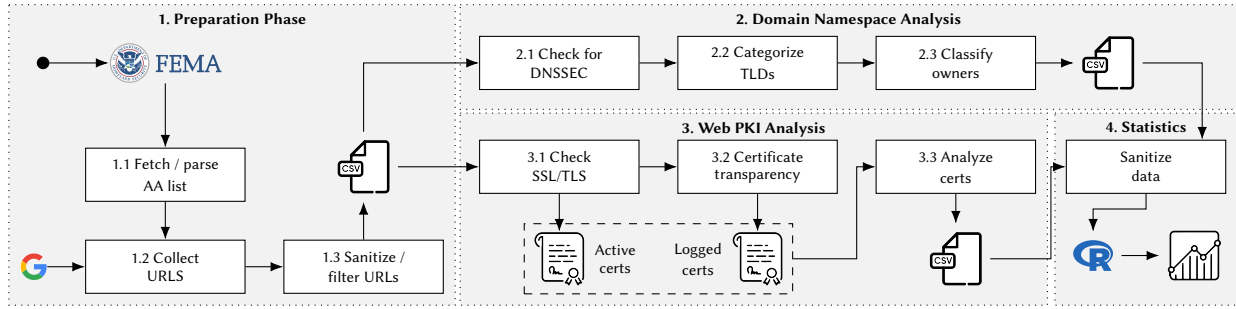 1. Preparation Phase
FEMA
1.1 Fetch / parse
AA list
1.2 Collect
URLS
1.3 Sanitize /
filter URLs
CSV
2. Domain Namespace Analysis
2.1 Check for
DNSSEC
2.2 Categorize
TLDs
2.3 Classify
owners
CSV
3. Web PKI Analysis
3.1 Check
SSL/TLS
3.2 Certificate
transparency
3.3 Analyze
certs
Active
certs
Logged
certs
CSV
4. Statistics
Sanitize
data
R